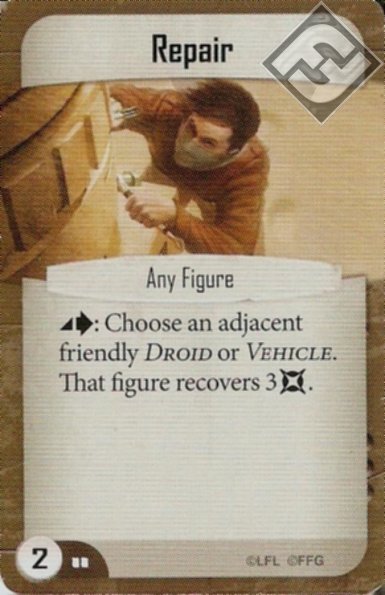 Repair
Any Figure
: Choose an adjacent
friendly DROID or VEHICLE.
That figure recovers 3 .
2
©LFL ©FFG